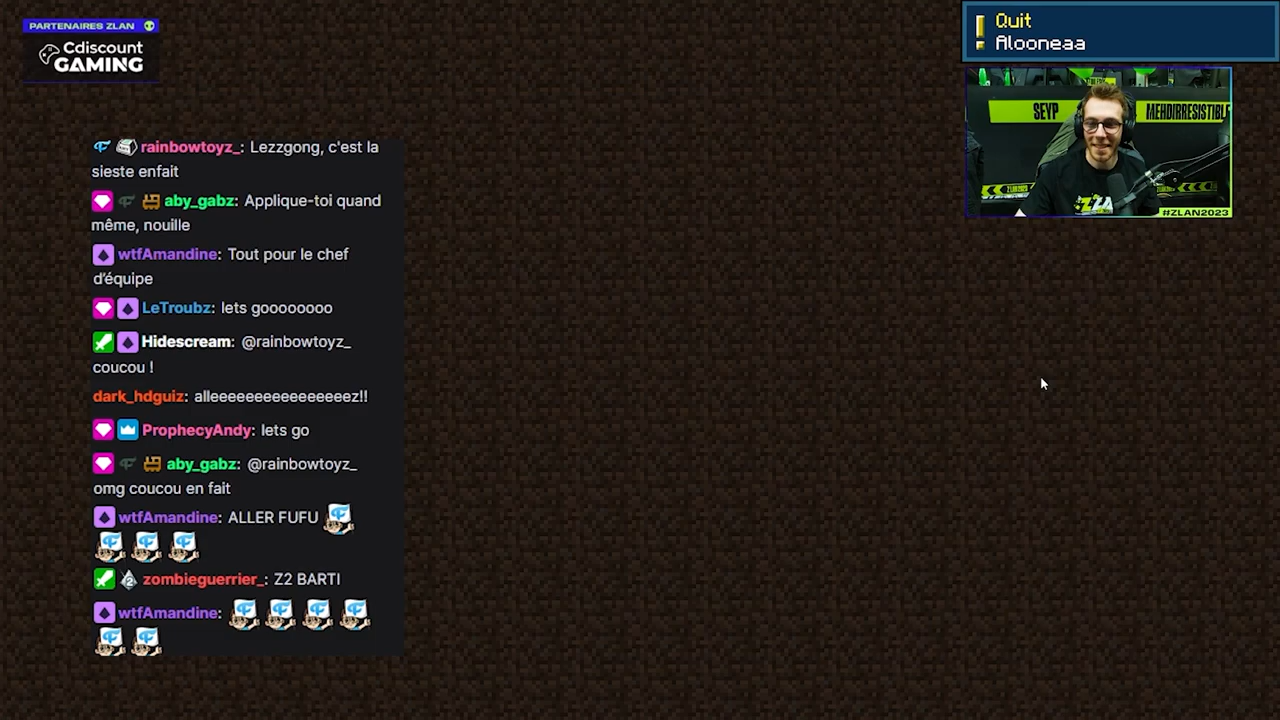 PARTENAIRES ZLAN
Cdiscount
GAMING
Quit
Alooneaa
SEYP
MEHDIRRESISTIBLE
#ZLAN2023
rainbowtoyz_: Lezzgong, c'est la
sieste enfait
aby_gabz: Applique-toi quand
même, nouille
wtfAmandine: Tout pour le chef
d'équipe
LeTroubz: lets goooooooo
Hidescream: @rainbowtoyz_
coucou !
dark_hdguiz: alleeeeeeeeeeeeeeez!!
ProphecyAndy: lets go
aby_gabz: @rainbowtoyz_
omg coucou en fait
wtfAmandine: ALLER FUFU
zombieguerrier_: Z2 BARTI
wtfAmandine: